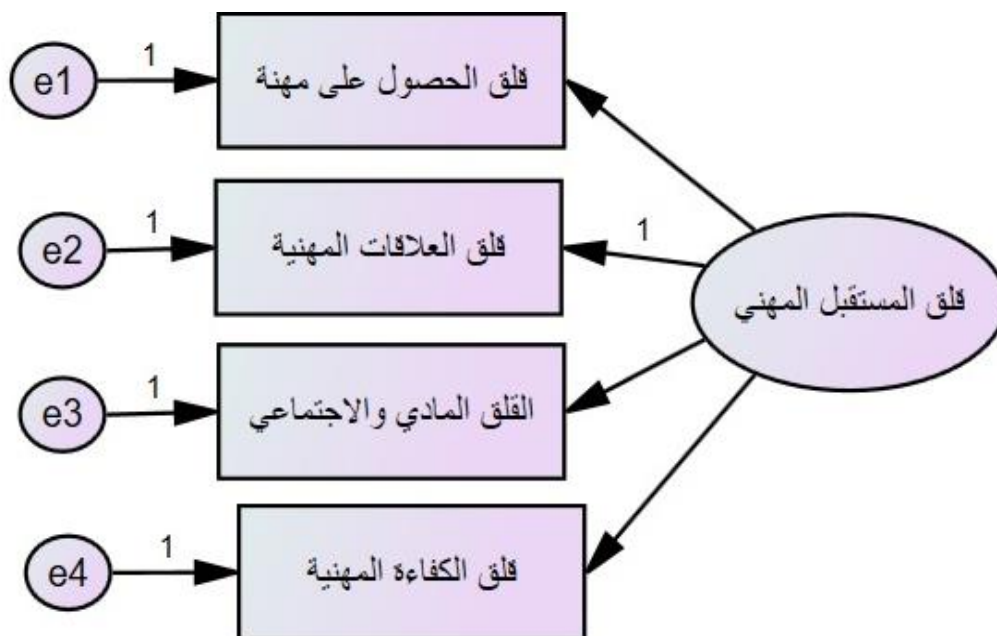 e1
1
قلق الحصول على مهنة
e2
1
قلق العلاقات المهنية
1
قلق المستقبل المهني
e3
1
القلق المادي والاجتماعي
e4
1
قلق الكفاءة المهنية